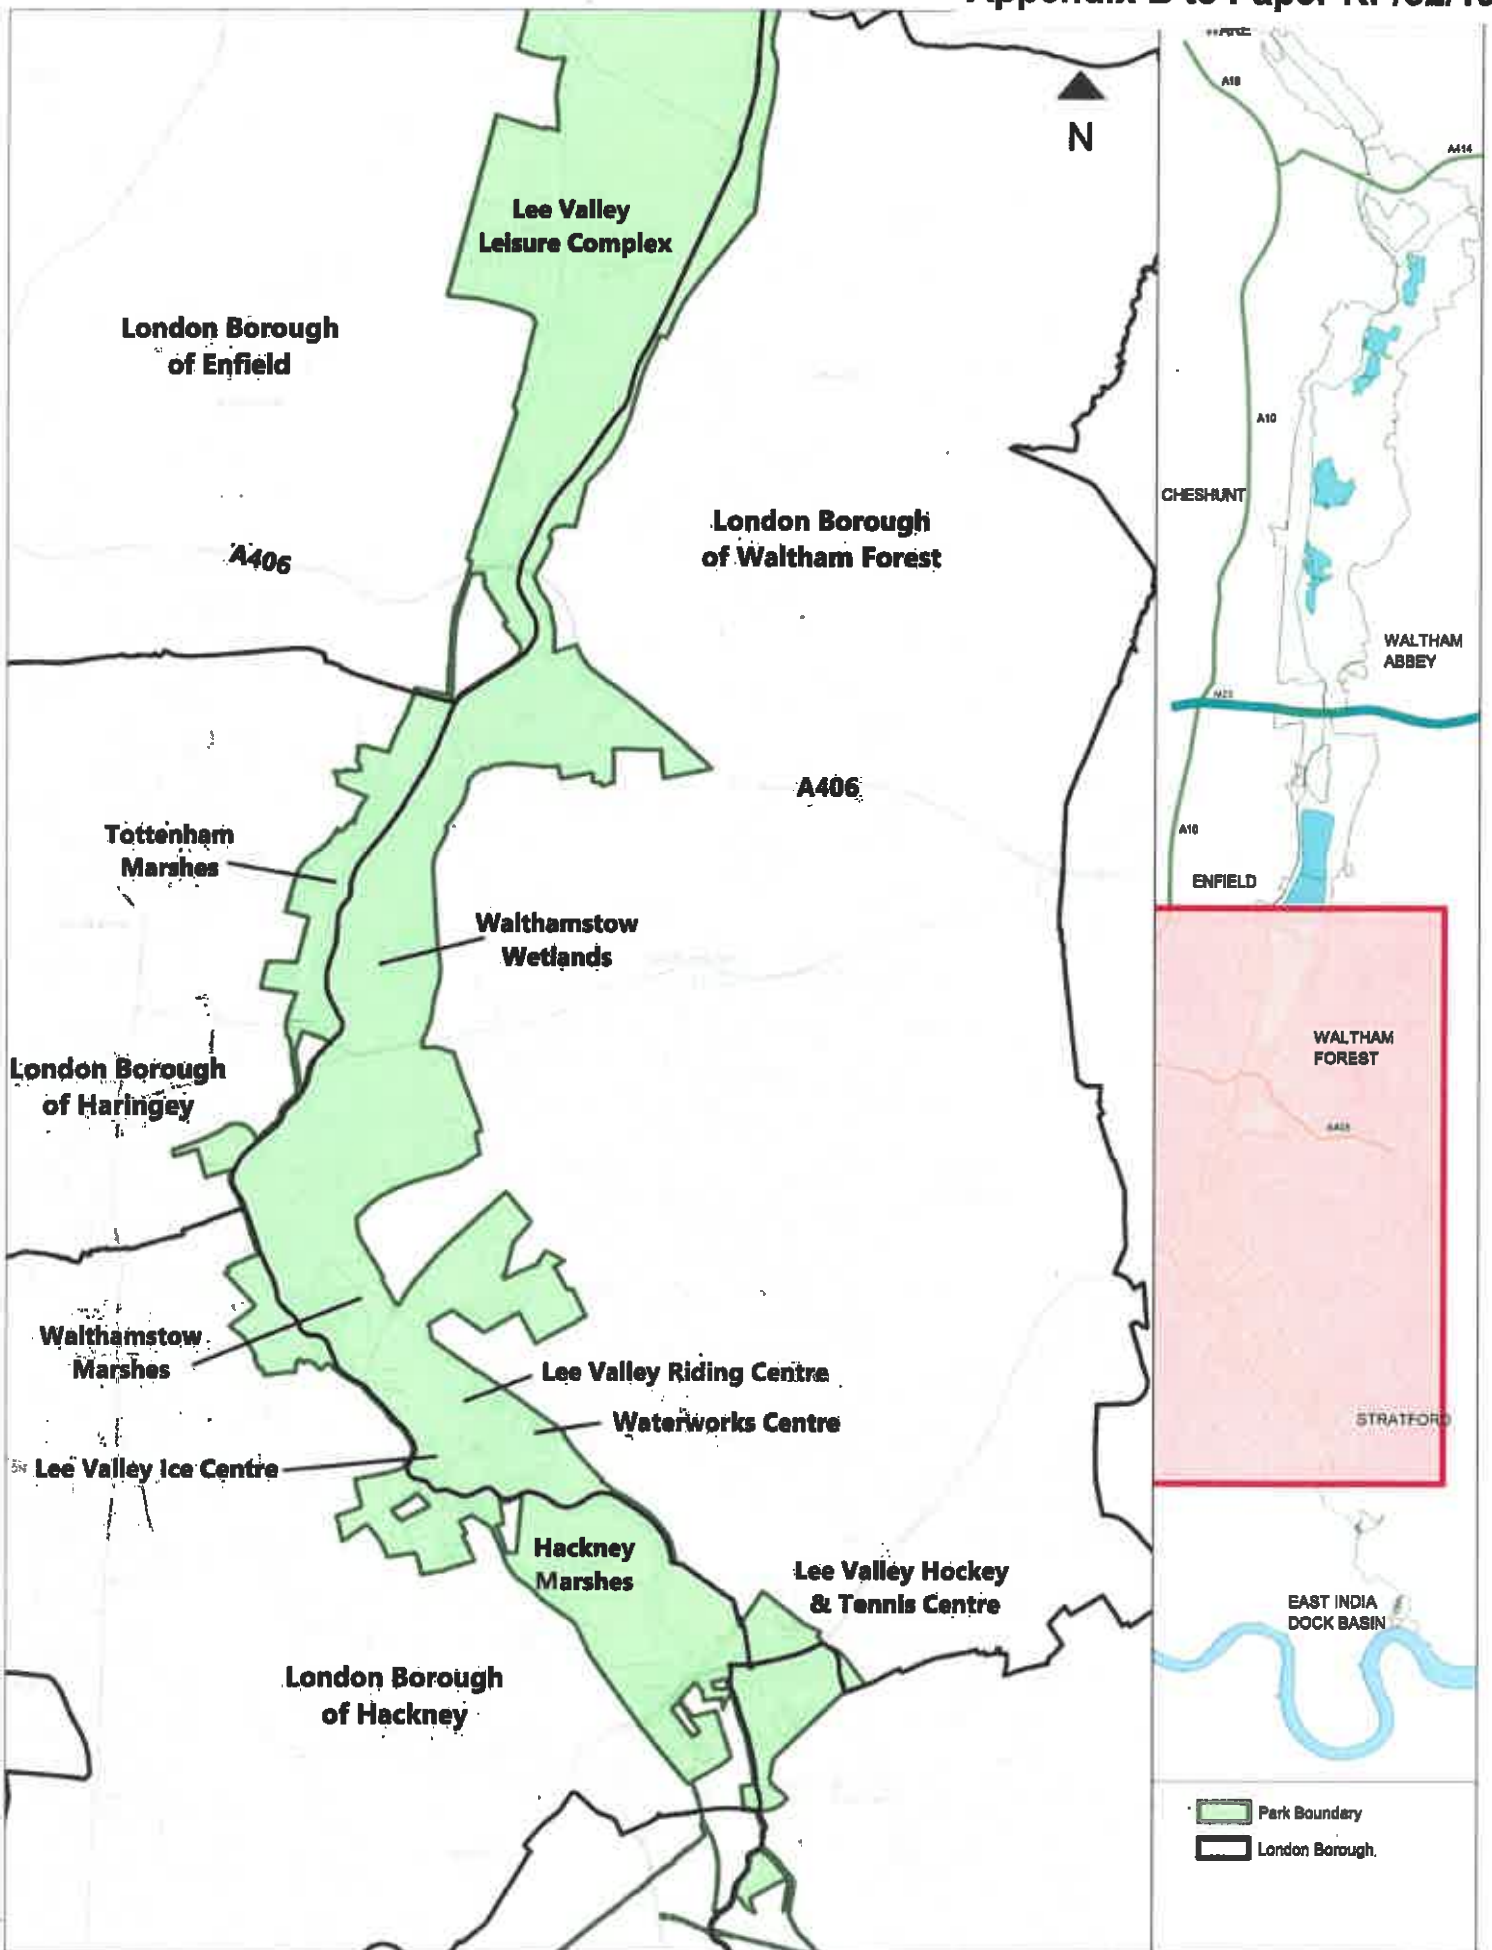 N
Lee Valley
Leisure Complex
London Borough
of Enfield
A406
London Borough
of Waltham Forest
A406
Tottenham
Marshes
Walthamstow
Wetlands
London Borough
of Haringey
Walthamstow
Marshes
Lee Valley Riding Centre
Waterworks Centre
Lee Valley Ice Centre
Hackney
Marshes
Lee Valley Hockey
& Tennis Centre
London Borough
of Hackney
A10
A414
A10
CHESHUNT
WALTHAM
ABBEY
A10
ENFIELD
WALTHAM
FOREST
STRATFORD
EAST INDIA
DOCK BASIN
Park Boundary
London Borough